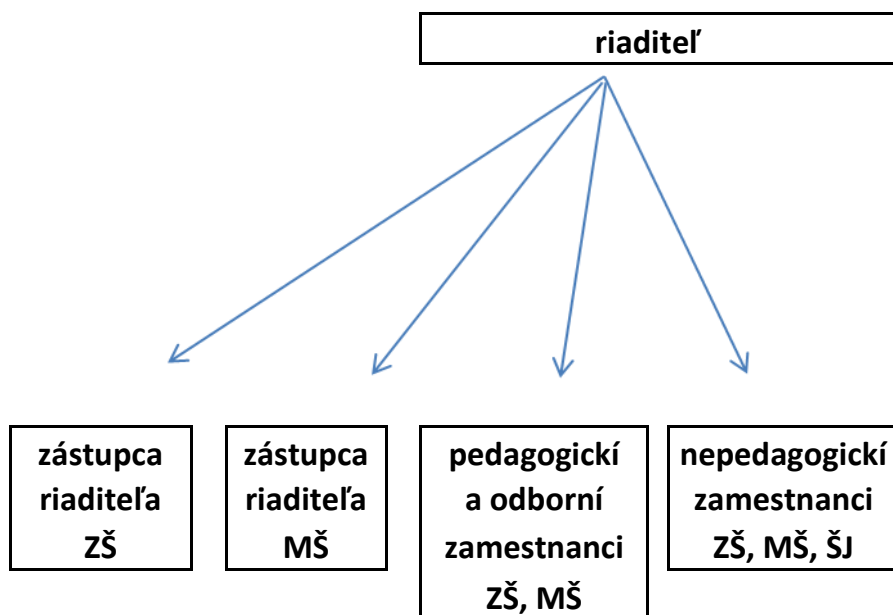 riaditeľ
zástupca
riaditeľa
ZŠ
zástupca
riaditeľa
MŠ
pedagogickí
a odborní
zamestnanci
ZŠ, MŠ
nepedagogickí
zamestnanci
ZŠ, MŠ, ŠJ